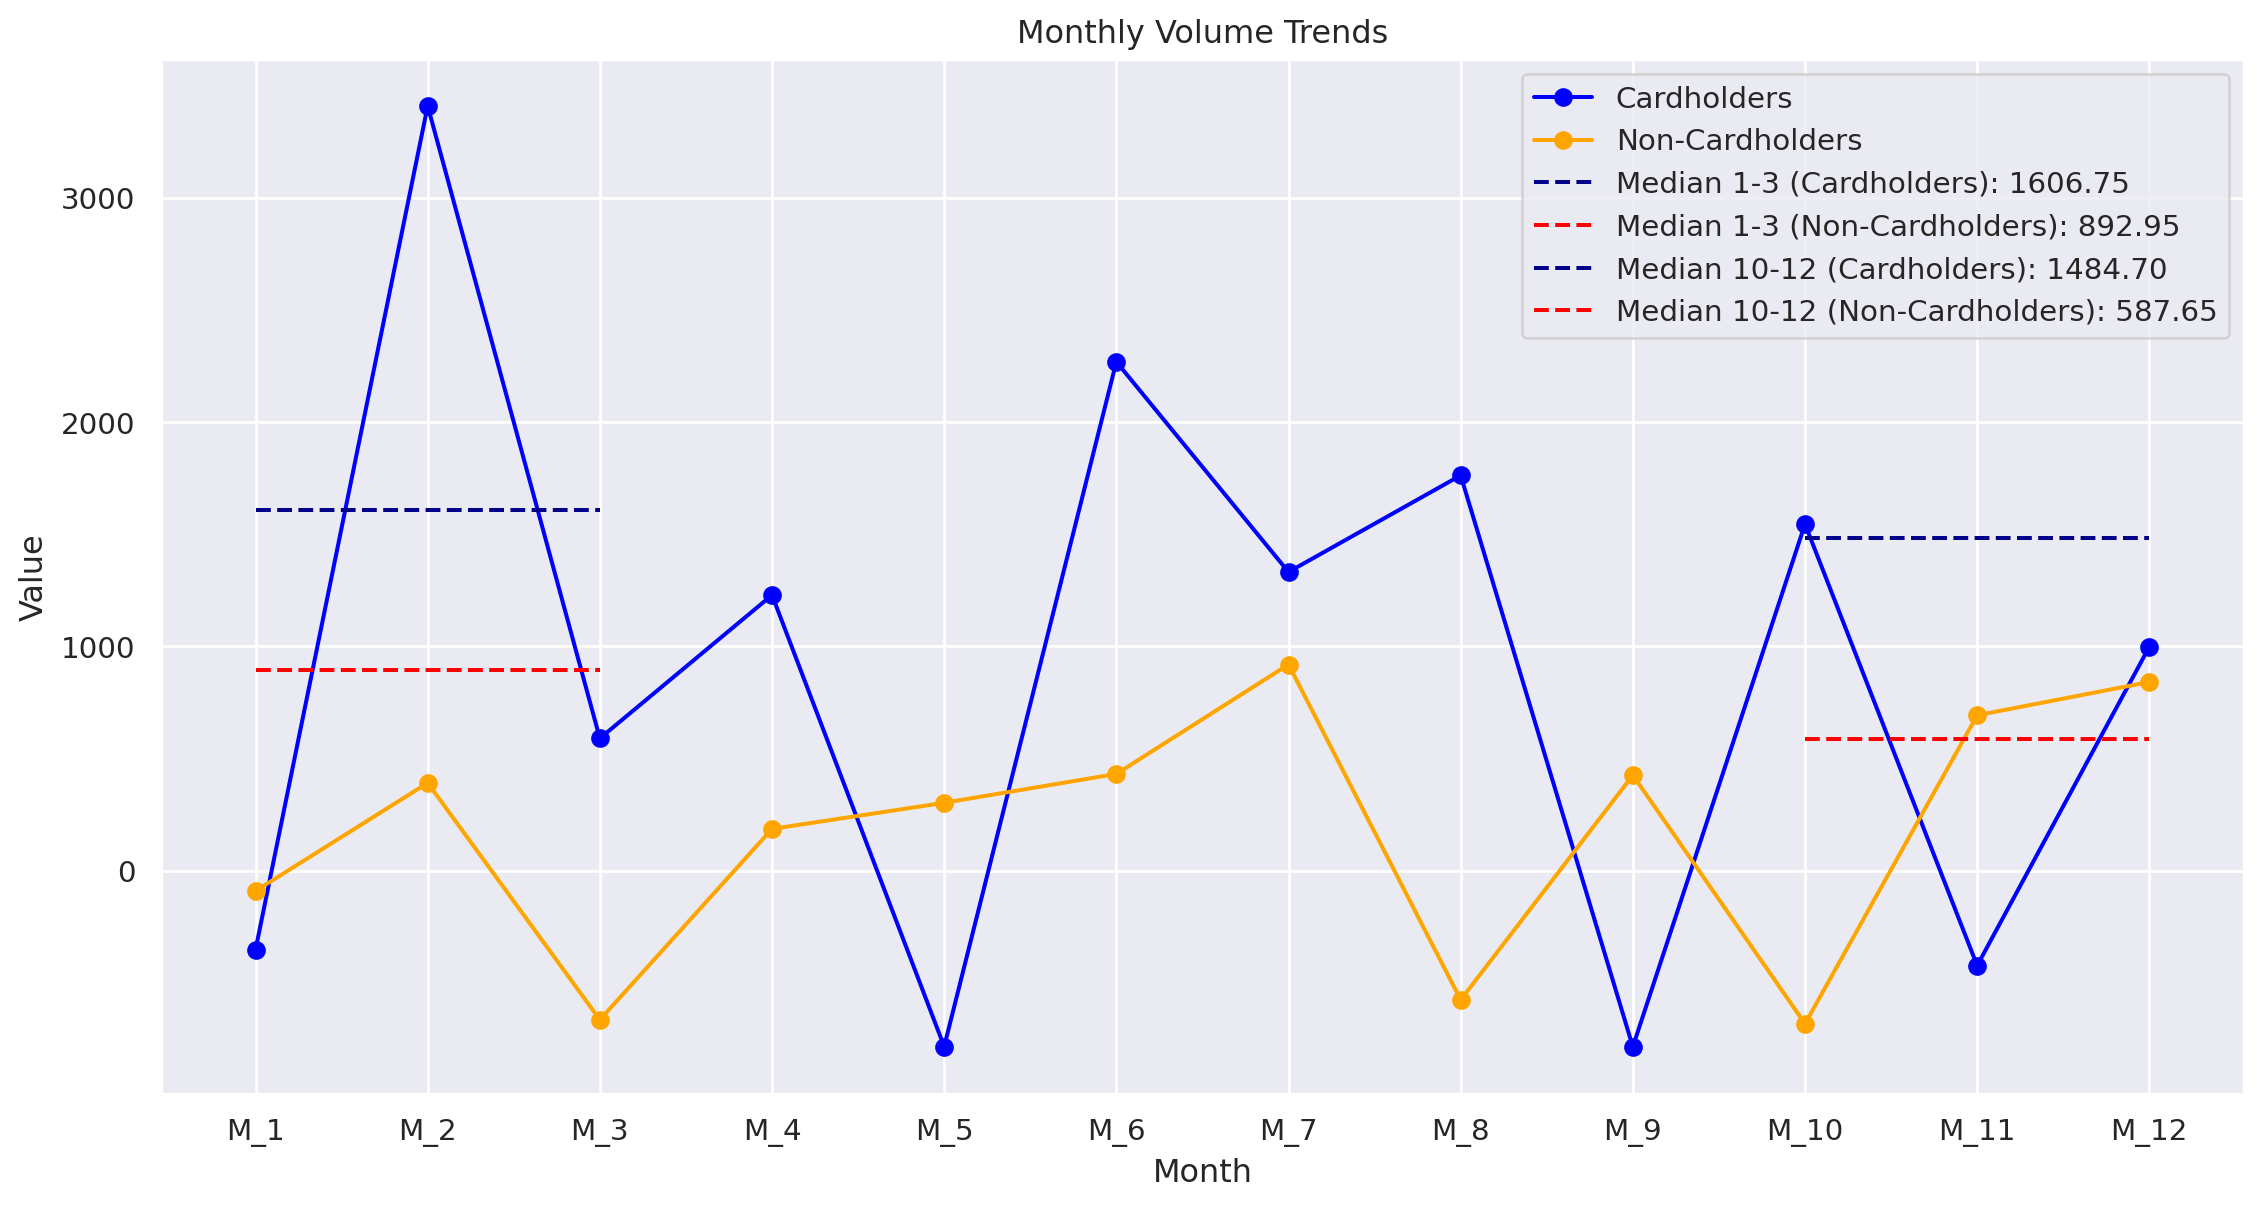 Monthly Volume Trends
Cardholders
Non-Cardholders
Median 1-3 (Cardholders): 1606.75
Median 1-3 (Non-Cardholders): 892.95
Median 10-12 (Cardholders): 1484.70
Median 10-12 (Non-Cardholders): 587.65
3000
2000
1000
0
Value
M_1 M_2 M_3 M_4 M_5 M_6 M_7 M_8 M_9 M_10 M_11 M_12
Month